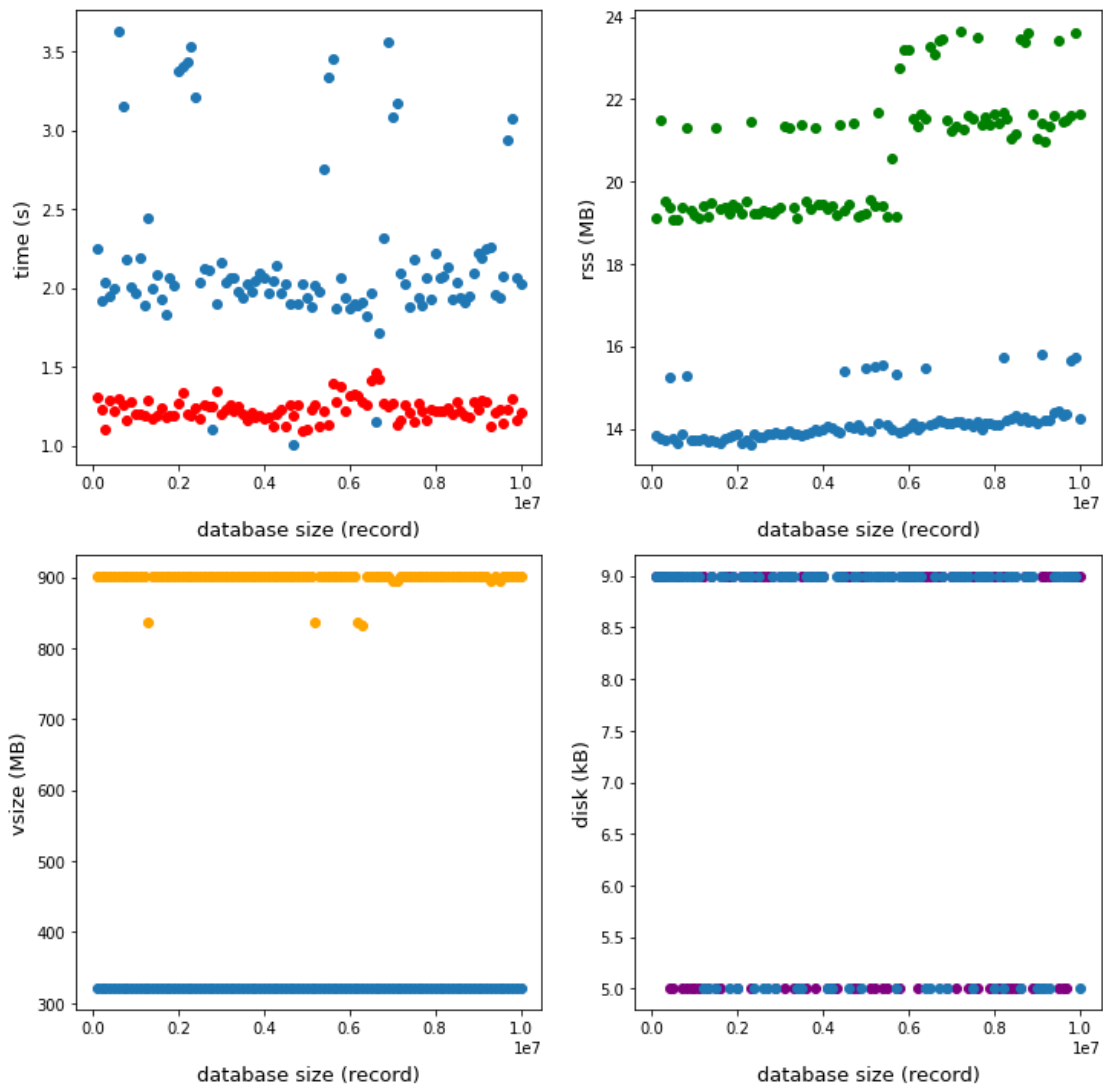 time (s)
3.5
3.0
2.5
2.0
1.5
1.0
0.0 0.2 0.4 0.6 0.8 1.0
1e7
database size (record)
rss (MB)
24
22
20
18
16
14
0.0 0.2 0.4 0.6 0.8 1.0
1e7
database size (record)
vsize (MB)
900
800
700
600
500
400
300
0.0 0.2 0.4 0.6 0.8 1.0
1e7
database size (record)
disk (kB)
9.0
8.5
8.0
7.5
7.0
6.5
6.0
5.5
5.0
0.0 0.2 0.4 0.6 0.8 1.0
1e7
database size (record)